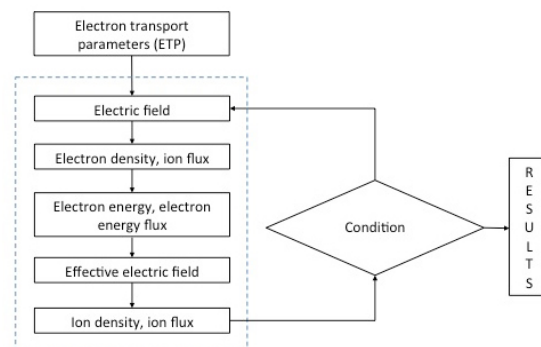 Electron transport
parameters (ETP)
Electric field
Electron density, ion flux
Electron energy, electron
energy flux
Effective electric field
Ion density, ion flux
Condition
R
E
S
U
L
T
S